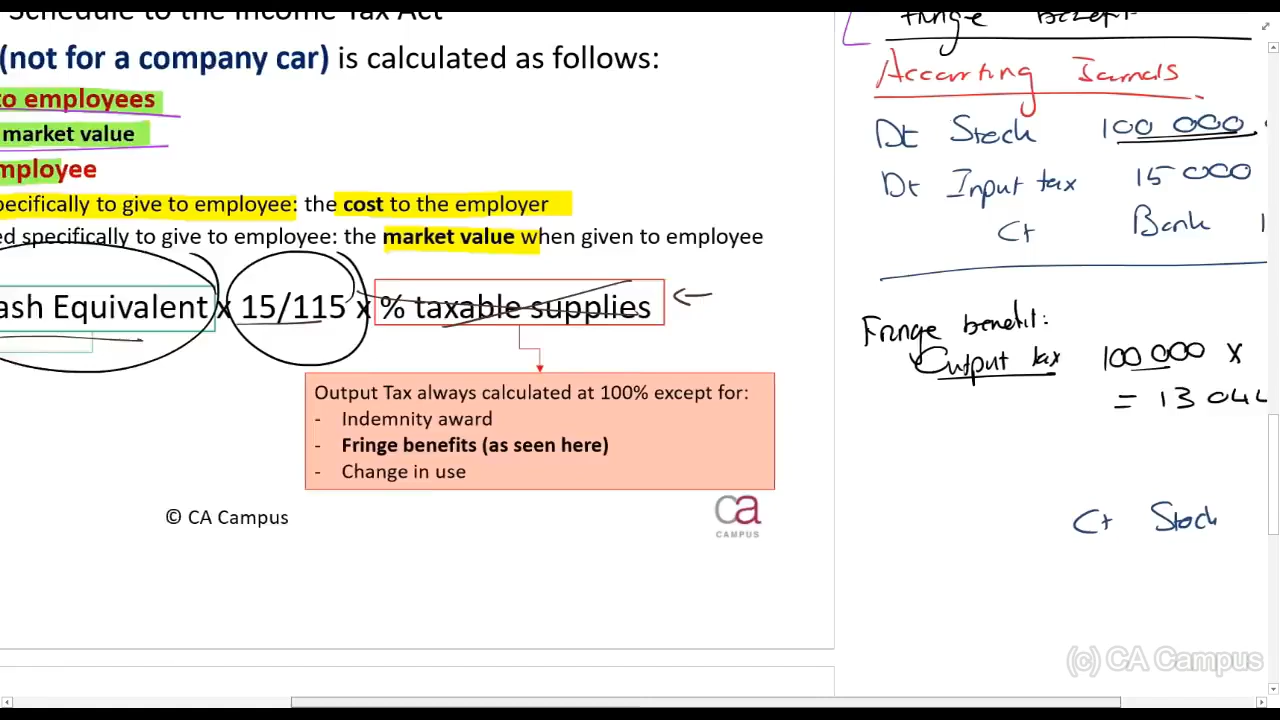 Schedule to the Income Tax Act
(not for a company car) is calculated as follows:
to employees
market value
mployee
pecifically to give to employee: the cost to the employer
ed specifically to give to employee: the market value when given to employee
ash Equivalent x 15/115 x % taxable supplies
Output Tax always calculated at 100% except for:
- Indemnity award
- Fringe benefits (as seen here)
- Change in use
© CA Campus
ca
CAMPUS
Fringe Benefit
Accounting Journals
Dt Stock 100 000
Dt Input tax 15 000
Ct Bank 1
Fringe benefit:
Output tax 100 000 x
= 13 044
Ct Stock
(c) CA Campus